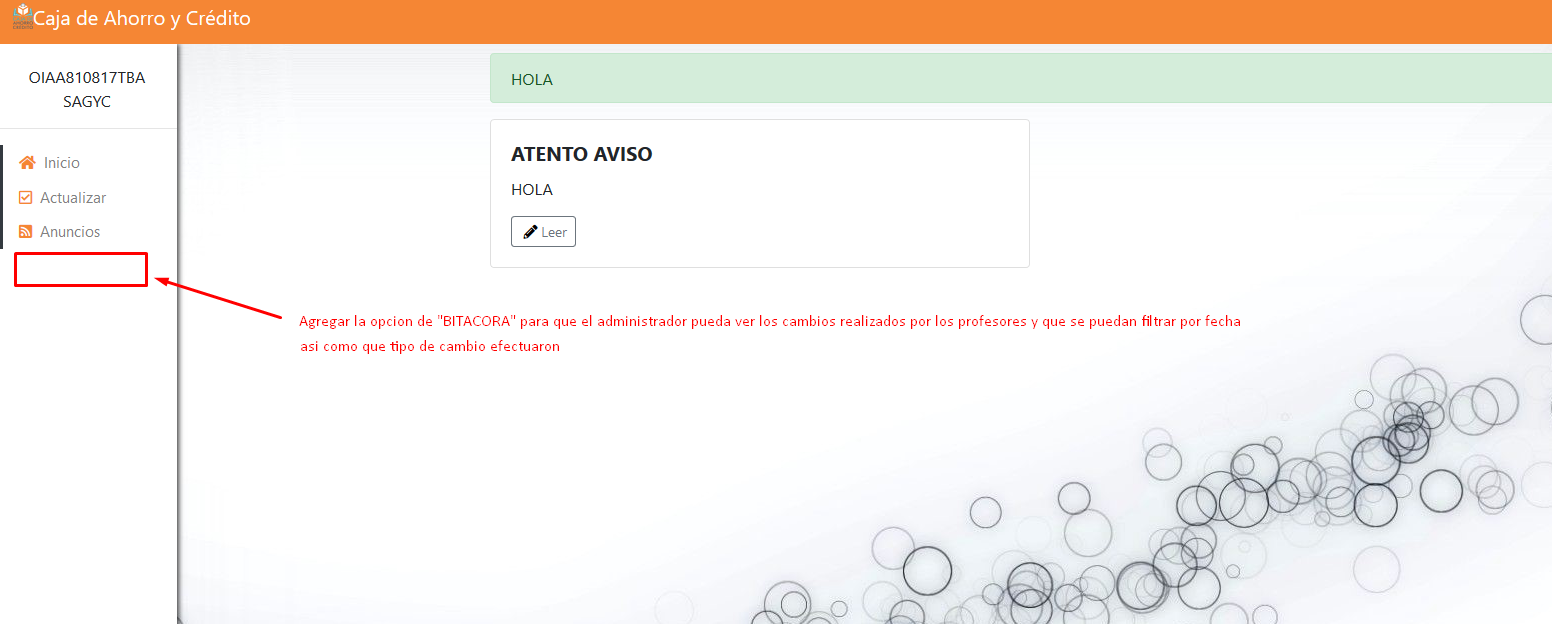 Caja de Ahorro y Crédito
OIAA810817TBA
SAGYC
Inicio
Actualizar
Anuncios
HOLA
ATENTO AVISO
HOLA
Leer
Agregar la opcion de "BITACORA" para que el administrador pueda ver los cambios realizados por los profesores y que se puedan filtrar por fecha
asi como que tipo de cambio efectuaron